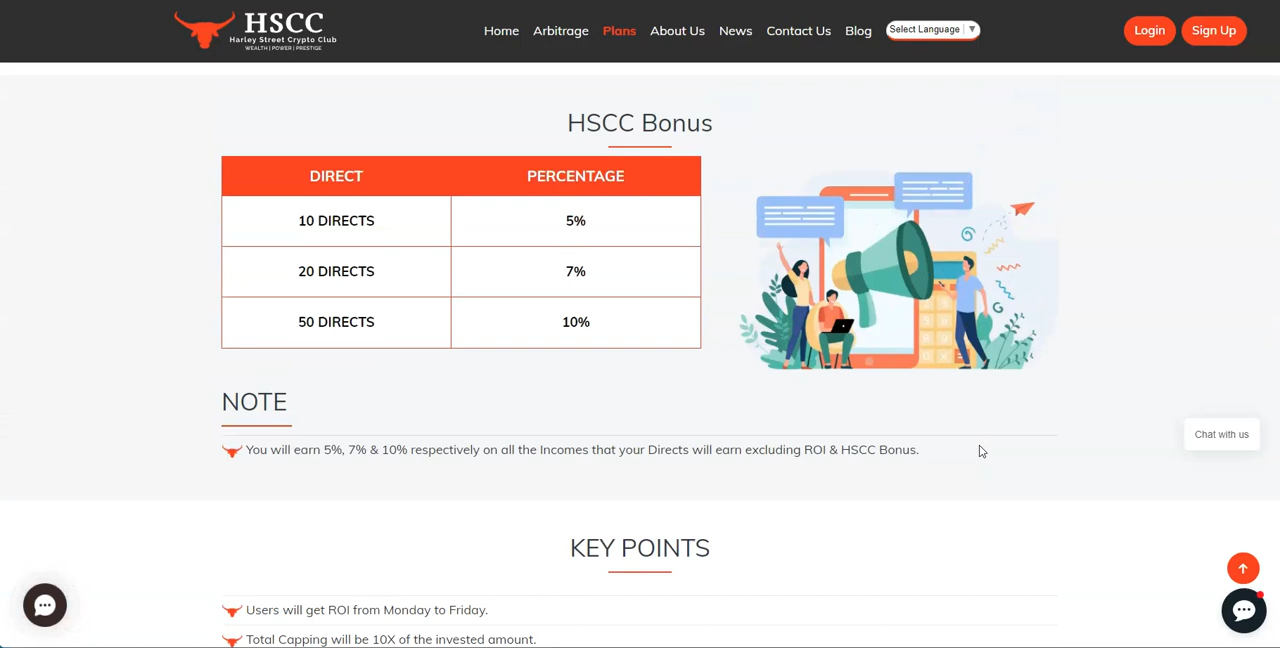 HSCC
Harley Street Crypto Club
WEALTH | POWER | PRESTIGE
Home Arbitrage Plans About Us News Contact Us Blog Select Language ▼ Login Sign Up
HSCC Bonus
DIRECT PERCENTAGE
10 DIRECTS 5%
20 DIRECTS 7%
50 DIRECTS 10%
NOTE
You will earn 5%, 7% & 10% respectively on all the Incomes that your Directs will earn excluding ROI & HSCC Bonus.
Chat with us
KEY POINTS
Users will get ROI from Monday to Friday.
Total Capping will be 10X of the invested amount.